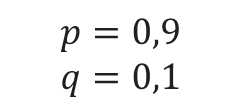 p = 0,9
q = 0,1